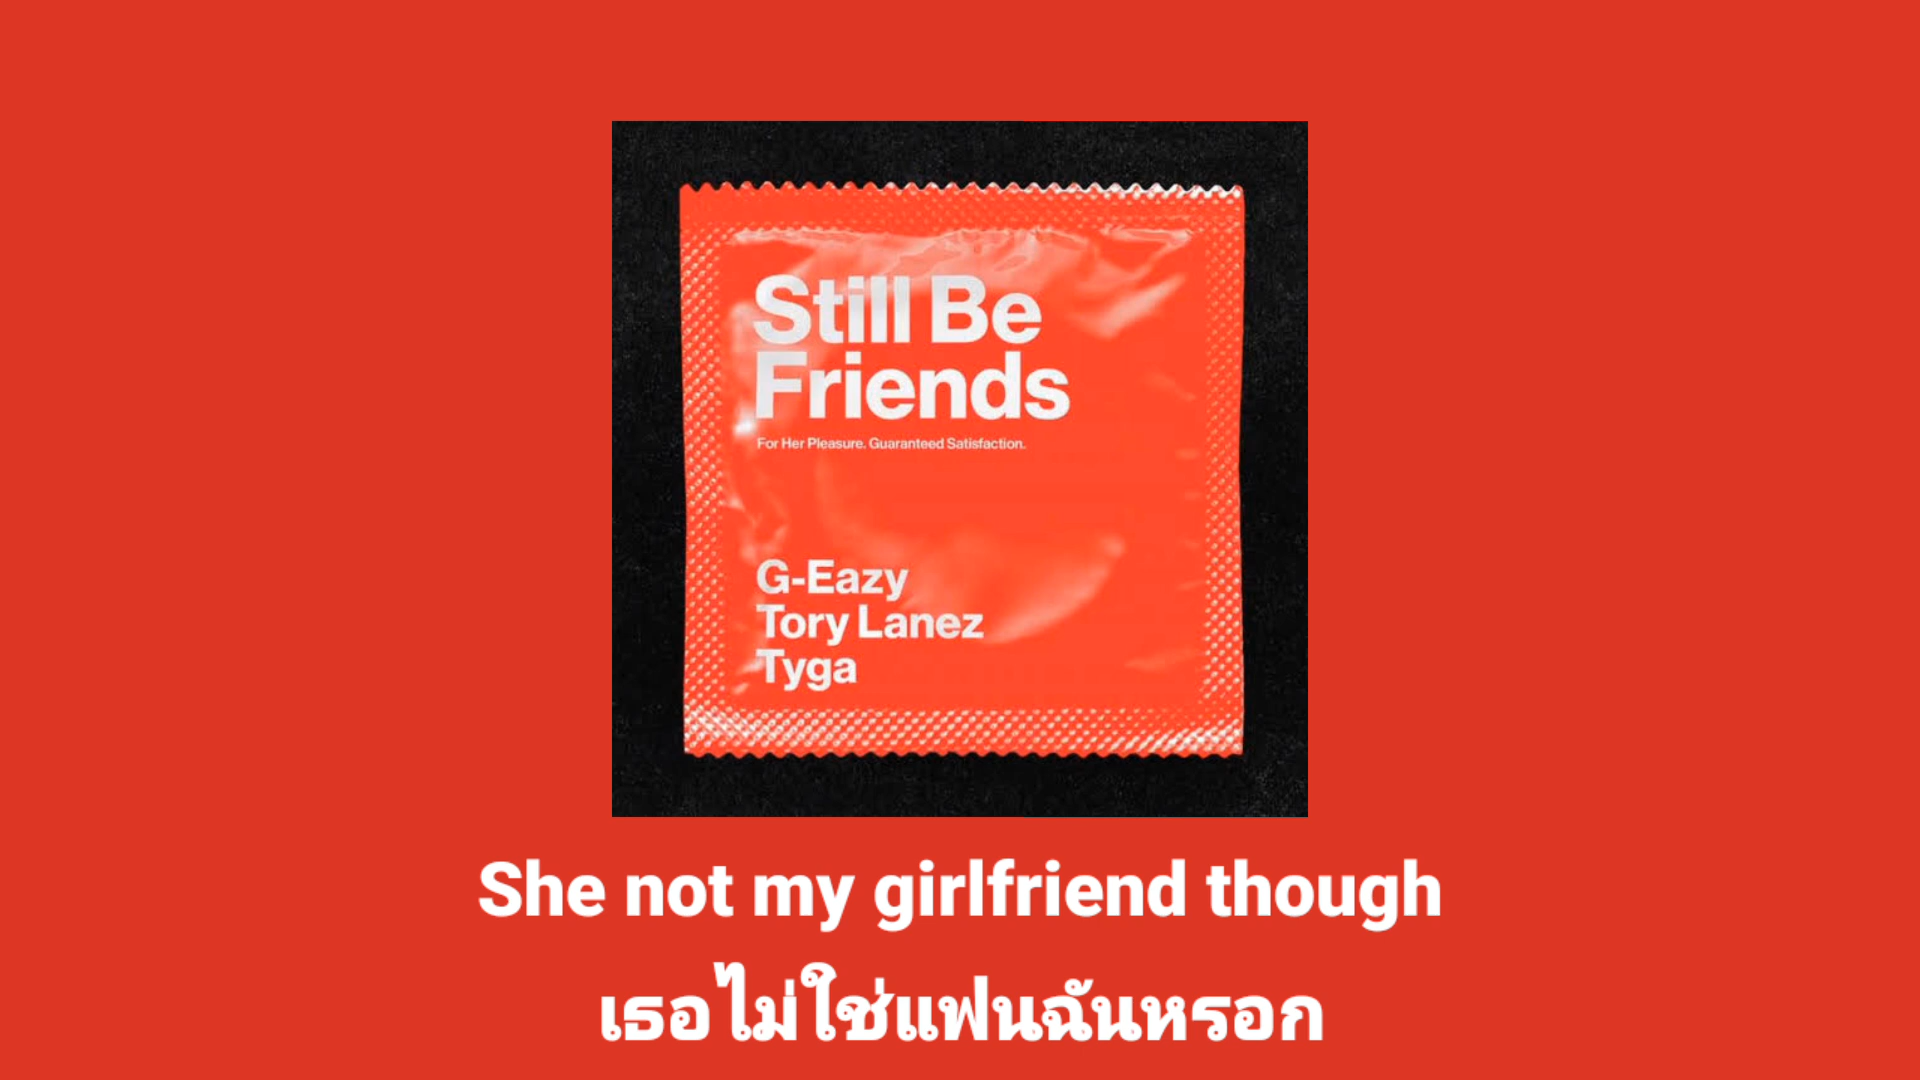 Still Be
Friends
For Her Pleasure. Guaranteed Satisfaction.
G-Eazy
Tory Lanez
Tyga
She not my girlfriend though
เธอไม่ใช่แฟนฉันหรอก